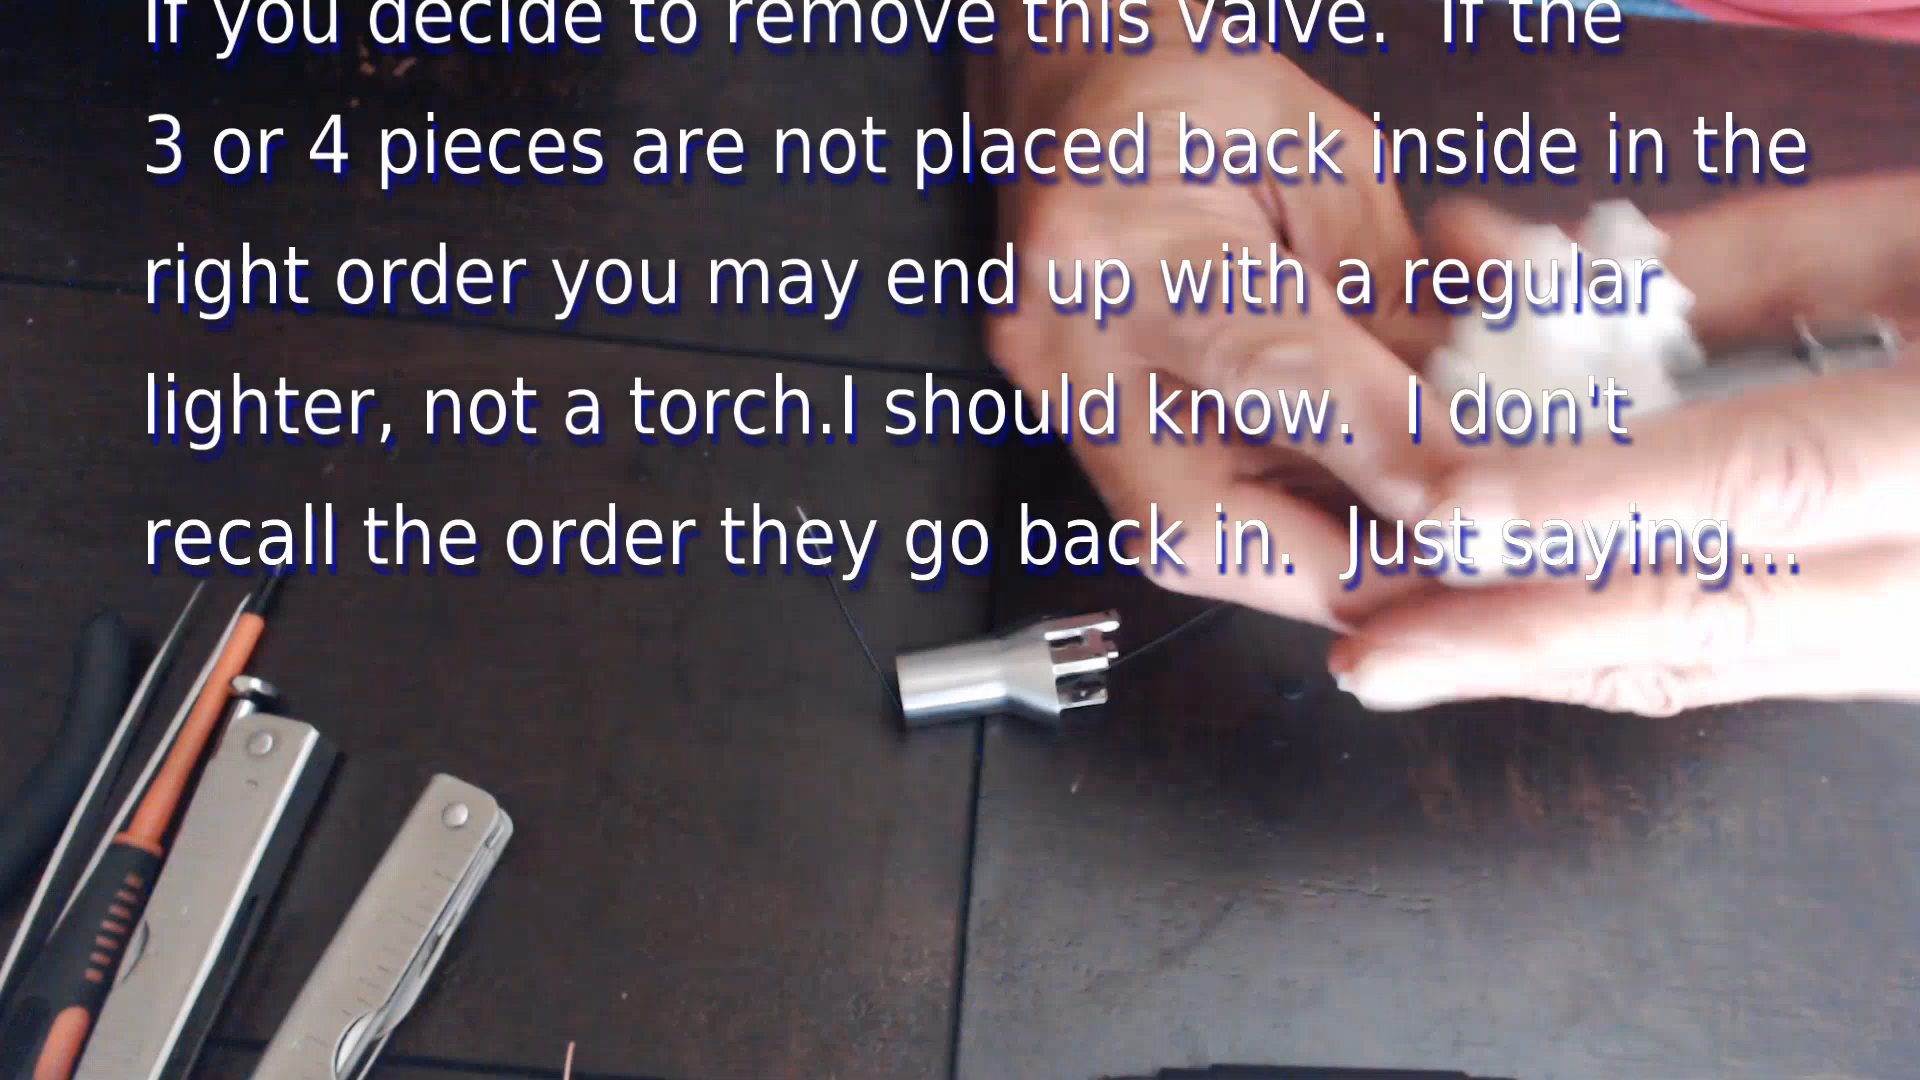 If you decide to remove this valve.  If the
3 or 4 pieces are not placed back inside in the
right order you may end up with a regular
lighter, not a torch.I should know.  I don't
recall the order they go back in.  Just saying...